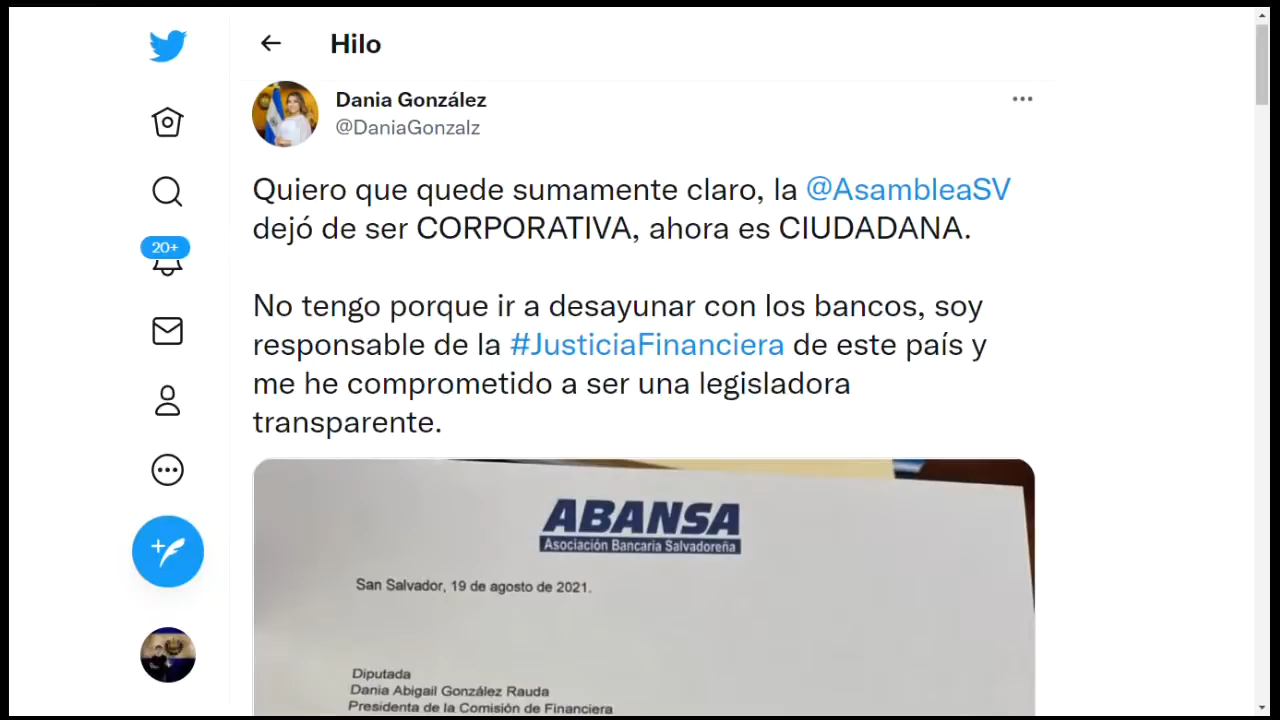 Hilo
Dania González
@DaniaGonzalz
Quiero que quede sumamente claro, la @AsambleaSV
dejó de ser CORPORATIVA, ahora es CIUDADANA.
No tengo porque ir a desayunar con los bancos, soy
responsable de la #JusticiaFinanciera de este país y
me he comprometido a ser una legisladora
transparente.
20+
ABANSA
Asociación Bancaria Salvadoreña
San Salvador, 19 de agosto de 2021.
Diputada
Dania Abigail González Rauda
Presidenta de la Comisión de Financiera